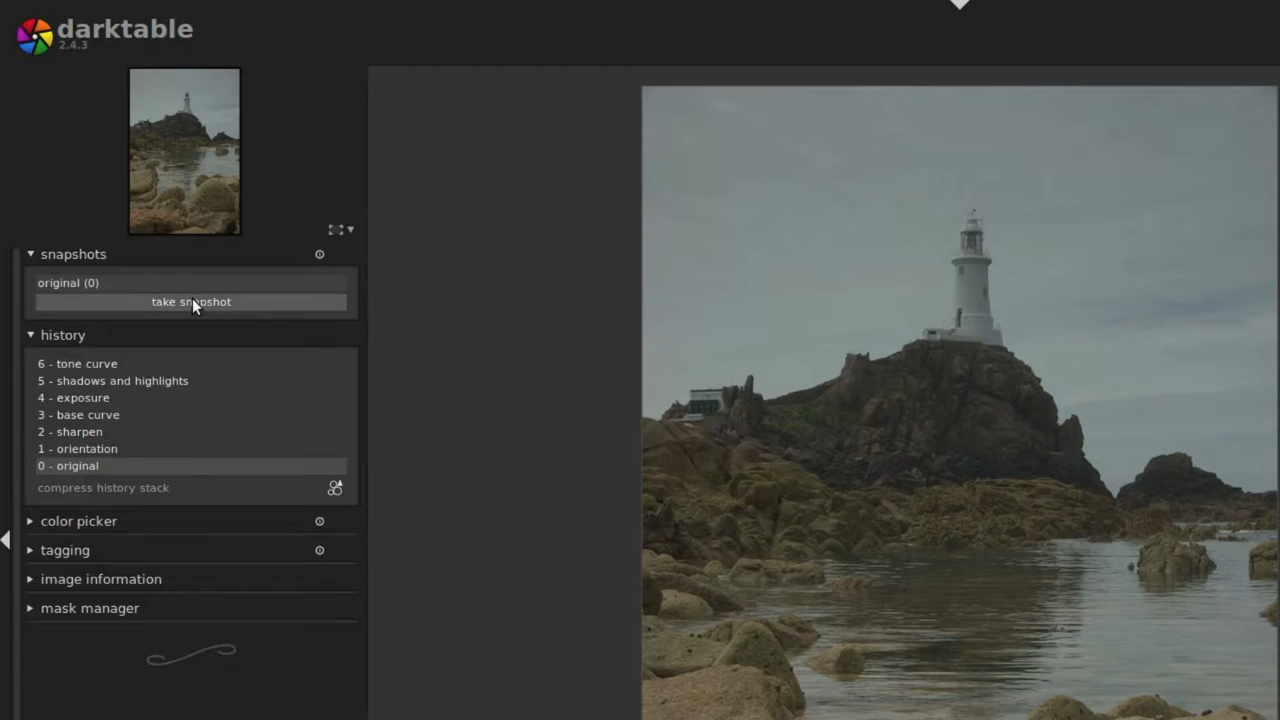 darktable
2.4.3
snapshots
original (0)
take snapshot
history
6 - tone curve
5 - shadows and highlights
4 - exposure
3 - base curve
2 - sharpen
1 - orientation
0 - original
compress history stack
color picker
tagging
image information
mask manager